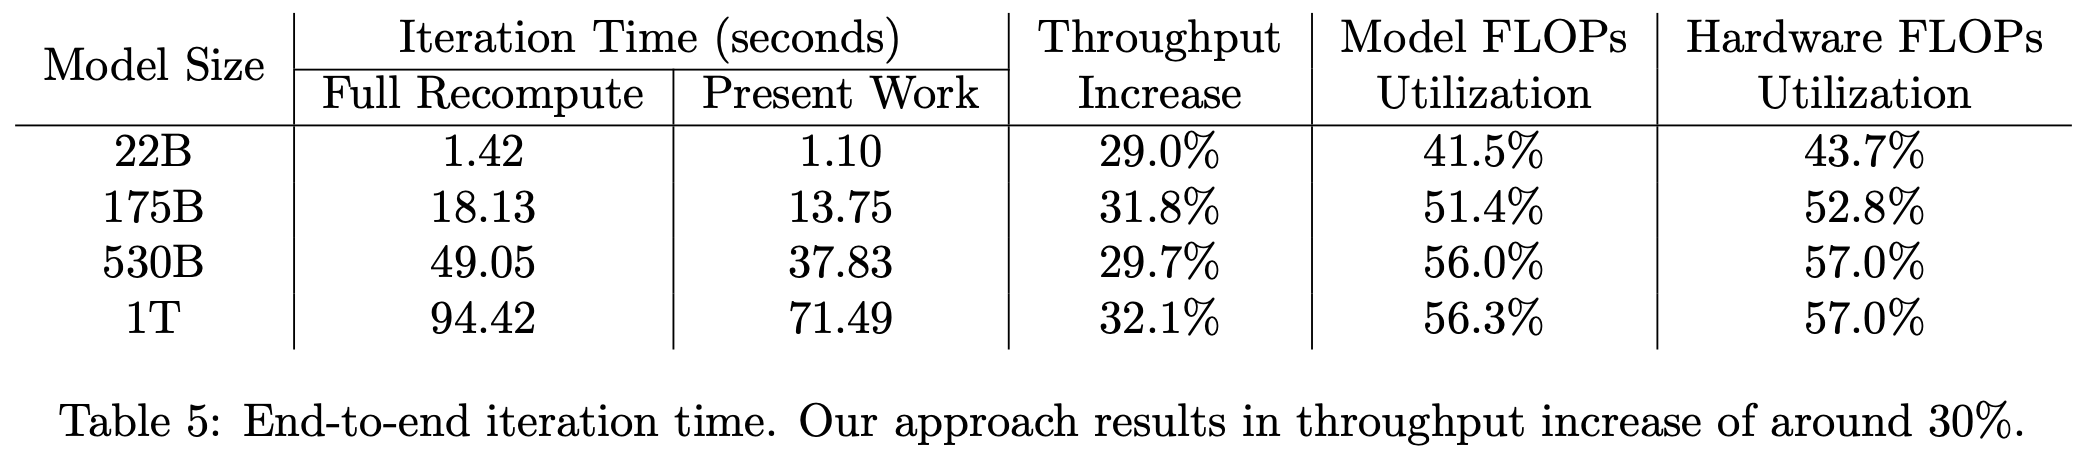 Model Size Iteration Time (seconds) Throughput Increase Model FLOPs Utilization Hardware FLOPs Utilization
Full Recompute Present Work
22B 1.42 1.10 29.0% 41.5% 43.7%
175B 18.13 13.75 31.8% 51.4% 52.8%
530B 49.05 37.83 29.7% 56.0% 57.0%
1T 94.42 71.49 32.1% 56.3% 57.0%
Table 5: End-to-end iteration time. Our approach results in throughput increase of around 30%.